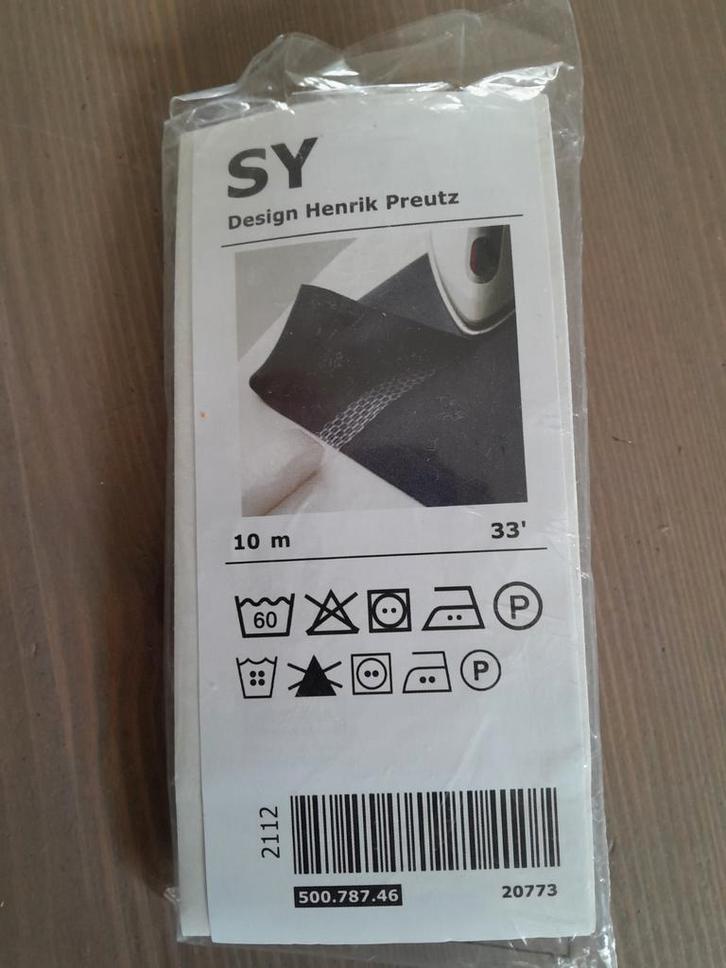 SY
Design Henrik Preutz
10 m 33'
60 P
P
2112
500.787.46 20773